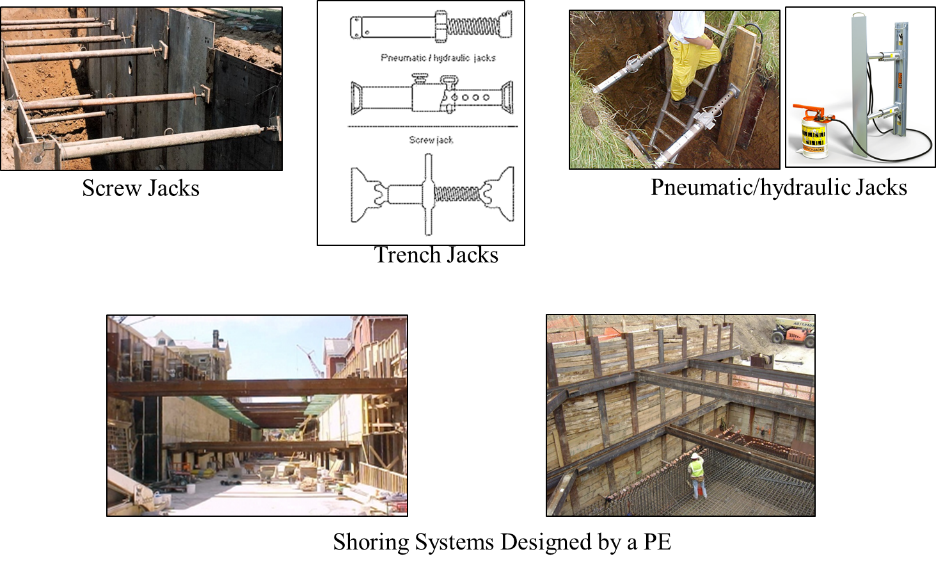 Pneumatic / hydraulic jacks
Screw jack
Screw Jacks
Trench Jacks
Pneumatic/hydraulic Jacks
Shoring Systems Designed by a PE